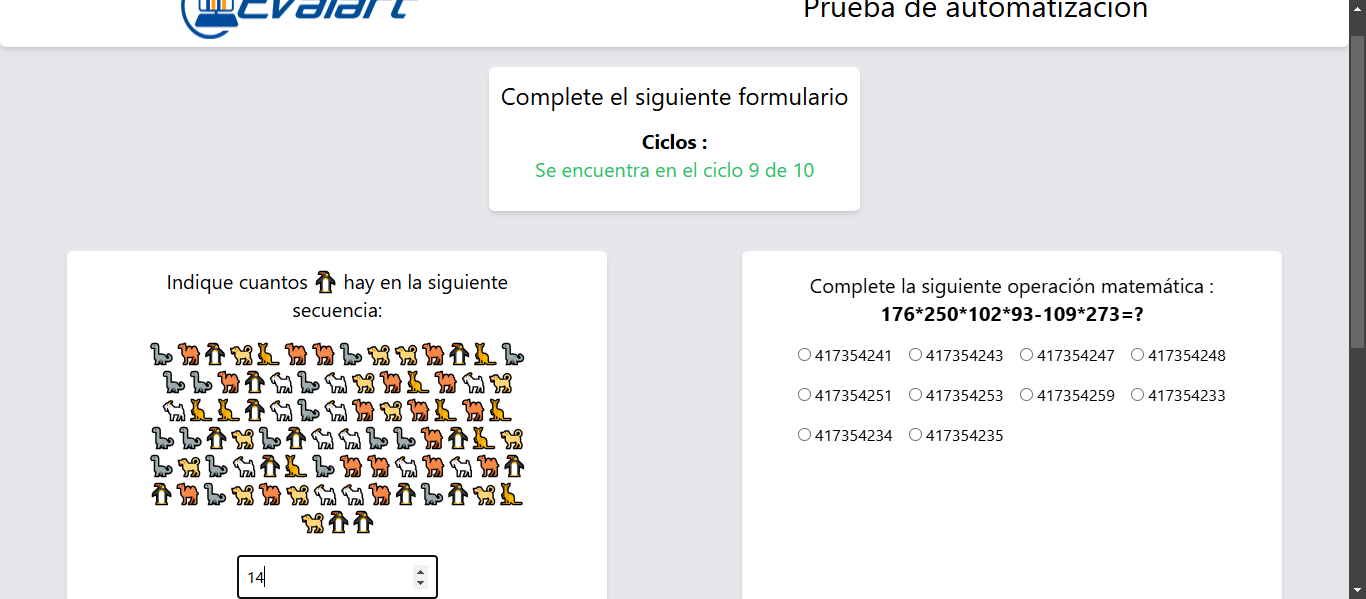 Evalart
Prueba de automatización
Complete el siguiente formulario
Ciclos :
Se encuentra en el ciclo 9 de 10
Indique cuantos hay en la siguiente
secuencia:
14
Complete la siguiente operación matemática :
176*250*102*93-109*273=?
417354241 417354243 417354247 417354248
417354251 417354253 417354259 417354233
417354234 417354235